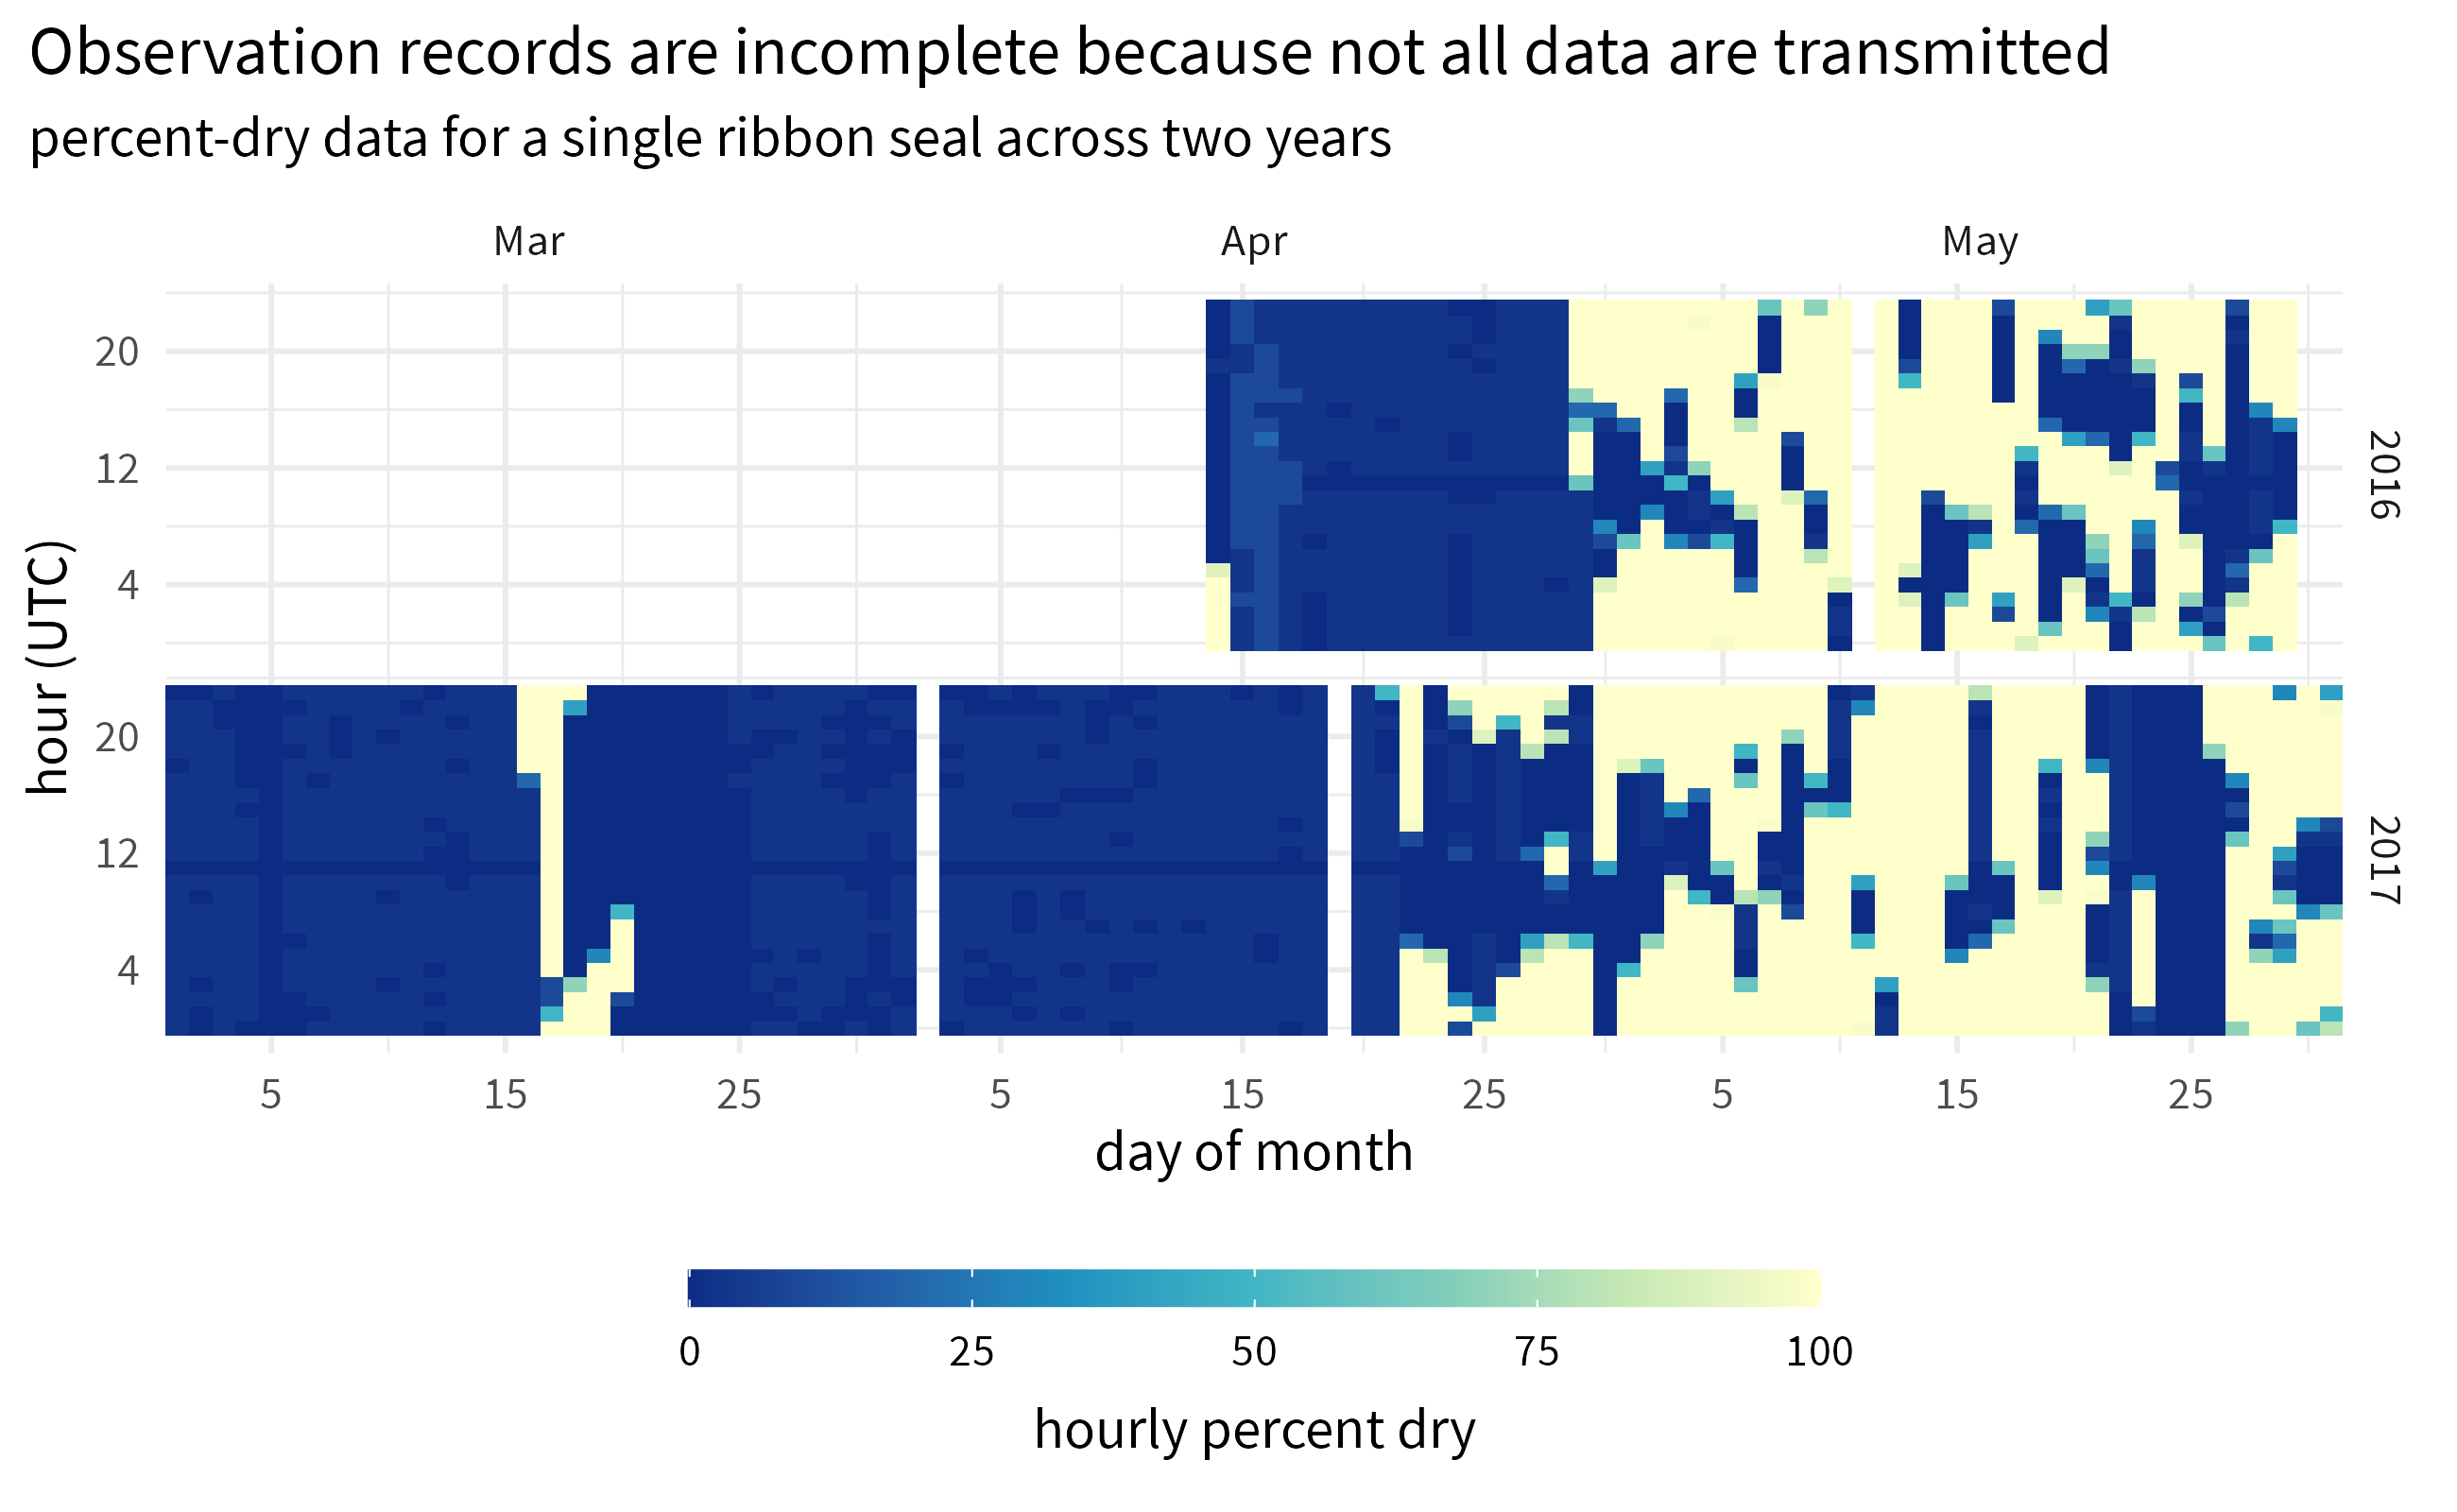 Observation records are incomplete because not all data are transmitted
percent-dry data for a single ribbon seal across two years
Mar Apr May
20
12
4
2016
hour (UTC)
20
12
4
2017
5 15 25 5 15 25 5 15 25
day of month
0 25 50 75 100
hourly percent dry